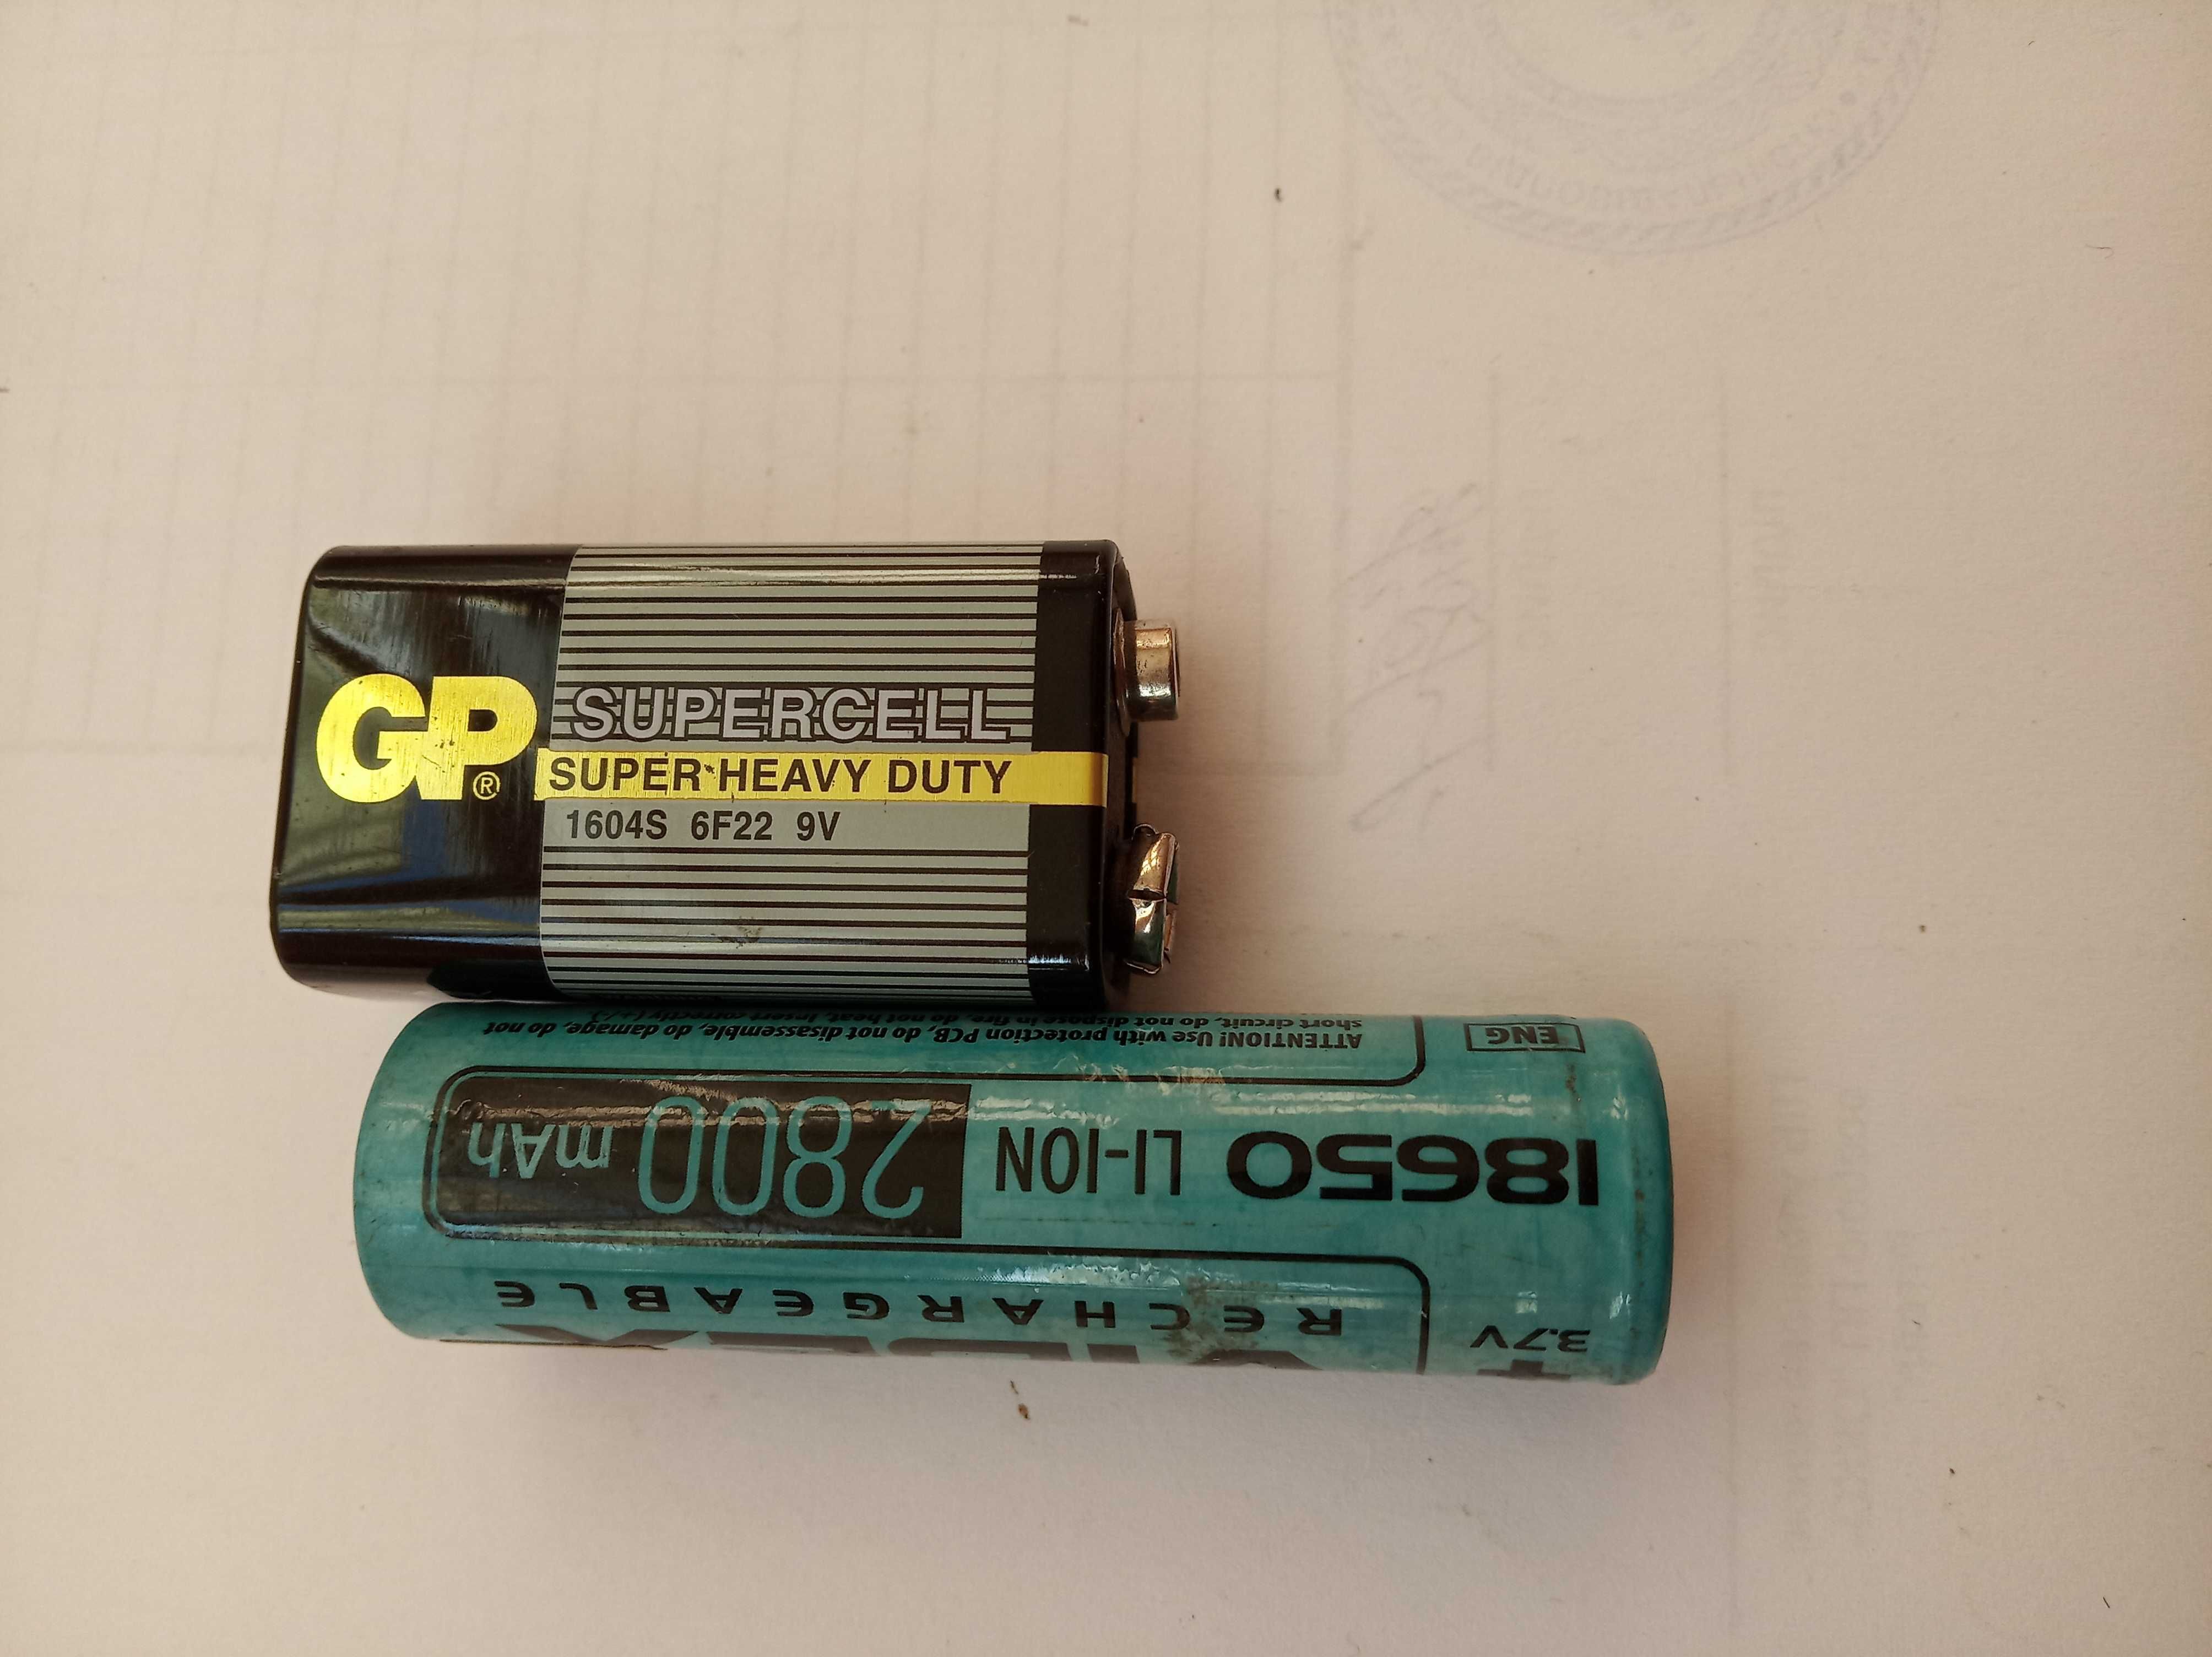 GP®
SUPERCELL
SUPER HEAVY DUTY
1604S 6F22 9V
3.7V
+
RECHARGEABLE
18650 LI-ION 2800 mAh
ENG
ATTENTION! Use with protection PCB, do not disassemble, do damage, do not
short circuit, do not dispose in fire, do not heat. Insert correctly (+/-).